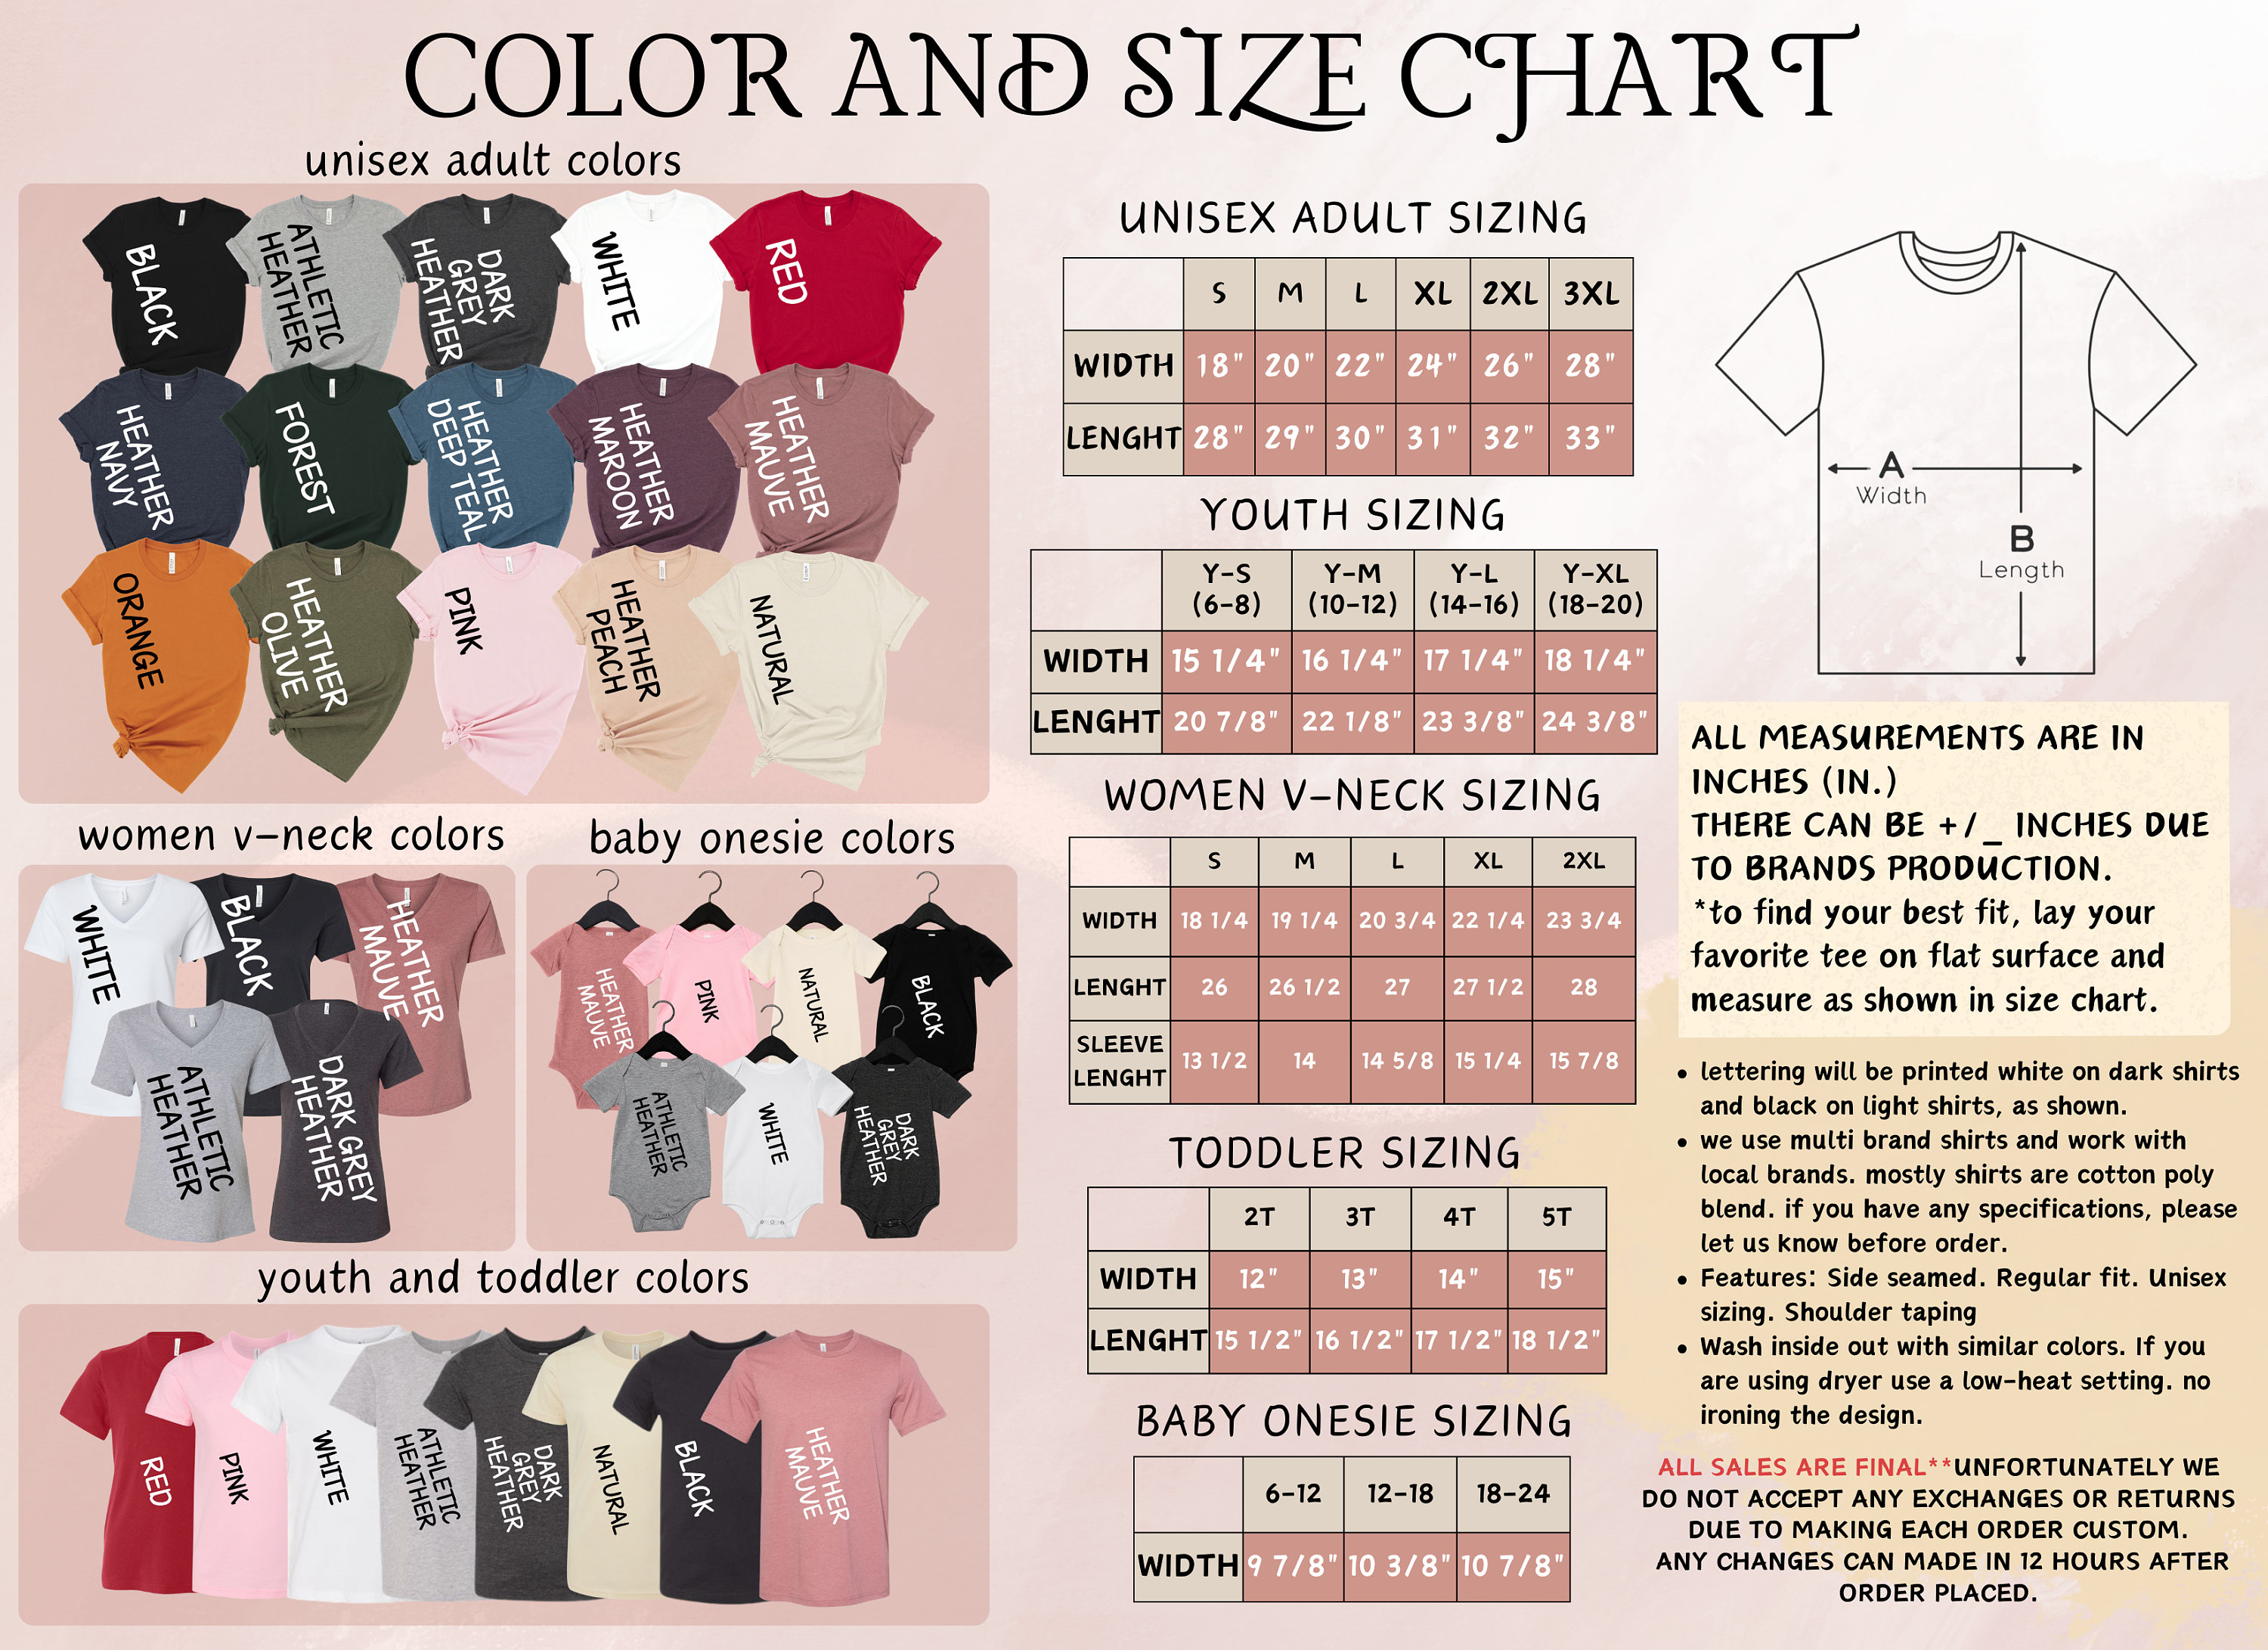 COLOR AND SIZE CHART
unisex adult colors
BLACK
ATHLETIC
HEATHER
DARK
GREY
HEATHER
WHITE
RED
HEATHER
NAVY
FOREST
HEATHER
DEEP TEAL
HEATHER
MAROON
HEATHER
MAUVE
ORANGE
HEATHER
OLIVE
PINK
HEATHER
PEACH
NATURAL
women v-neck colors
WHITE
BLACK
HEATHER
MAUVE
ATHLETIC
HEATHER
DARK GREY
HEATHER
baby onesie colors
HEATHER
MAUVE
PINK
NATURAL
BLACK
ATHLETIC
HEATHER
WHITE
DARK
GREY
HEATHER
youth and toddler colors
RED
PINK
WHITE
ATHLETIC
HEATHER
DARK
GREY
HEATHER
NATURAL
BLACK
HEATHER
MAUVE
UNISEX ADULT SIZING
S M L XL 2XL 3XL
WIDTH 18" 20" 22" 24" 26" 28"
LENGHT 28" 29" 30" 31" 32" 33"
YOUTH SIZING
Y-S Y-M Y-L Y-XL
(6-8) (10-12) (14-16) (18-20)
WIDTH 15 1/4" 16 1/4" 17 1/4" 18 1/4"
LENGHT 20 7/8" 22 1/8" 23 3/8" 24 3/8"
WOMEN V-NECK SIZING
S M L XL 2XL
WIDTH 18 1/4 19 1/4 20 3/4 22 1/4 23 3/4
LENGHT 26 26 1/2 27 27 1/2 28
SLEEVE
LENGHT 13 1/2 14 14 5/8 15 1/4 15 7/8
TODDLER SIZING
2T 3T 4T 5T
WIDTH 12" 13" 14" 15"
LENGHT 15 1/2" 16 1/2" 17 1/2" 18 1/2"
BABY ONESIE SIZING
6-12 12-18 18-24
WIDTH 9 7/8" 10 3/8" 10 7/8"
A
Width
B
Length
ALL MEASUREMENTS ARE IN
INCHES (IN.)
THERE CAN BE +/_ INCHES DUE
TO BRANDS PRODUCTION.
*to find your best fit, lay your
favorite tee on flat surface and
measure as shown in size chart.
• lettering will be printed white on dark shirts
and black on light shirts, as shown.
• we use multi brand shirts and work with
local brands. mostly shirts are cotton poly
blend. if you have any specifications, please
let us know before order.
• Features: Side seamed. Regular fit. Unisex
sizing. Shoulder taping
• Wash inside out with similar colors. If you
are using dryer use a low-heat setting. no
ironing the design.
ALL SALES ARE FINAL**UNFORTUNATELY WE
DO NOT ACCEPT ANY EXCHANGES OR RETURNS
DUE TO MAKING EACH ORDER CUSTOM.
ANY CHANGES CAN MADE IN 12 HOURS AFTER
ORDER PLACED.